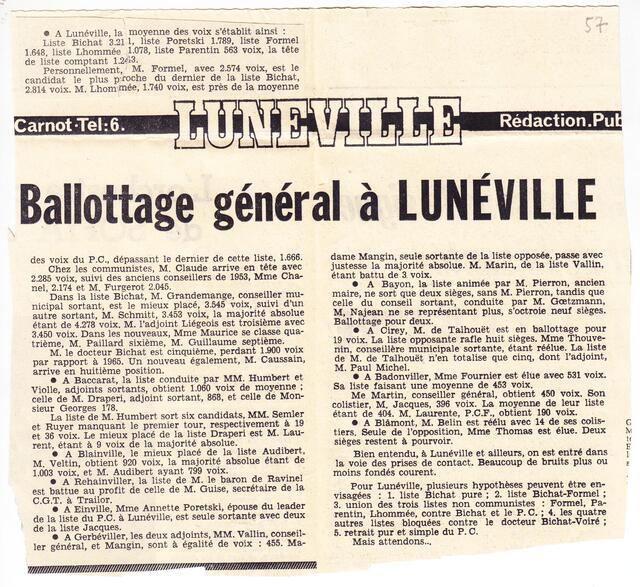 57
● A Lunéville, la moyenne des voix s'établit ainsi :
Liste Bichat 3.211, liste Poretski 1.789, liste Formel
1.648, liste Lhommée 1.078, liste Parentin 563 voix, la tête
de liste comptant 1.263.
Personnellement, M. Formel, avec 2.574 voix, est le
candidat le plus proche du dernier de la liste Bichat,
2.814 voix. M. Lhommée, 1.740 voix, est près de la moyenne
Carnot·Tel:6. LUNEVILLE Rédaction.Pub
Ballottage général à LUNÉVILLE
des voix du P.C., dépassant le dernier de cette liste, 1.666.
Chez les communistes, M. Claude arrive en tête avec
2.285 voix, suivi des anciens conseillers de 1953, Mme Cha-
nel, 2.174 et M. Furgerot 2.045.
Dans la liste Bichat, M. Grandemange, conseiller mu-
nicipal sortant, est le mieux placé, 3.545 voix, suivi d'un
autre sortant, M. Schmitt, 3.453 voix, la majorité absolue
étant de 4.278 voix. M. l'adjoint Liégeois est troisième avec
3.450 voix. Dans les nouveaux, Mme Maurice se classe qua-
trième, M. Paillard sixième, M. Guillaume septième.
M. le docteur Bichat est cinquième, perdant 1.900 voix
par rapport à 1965. Un nouveau également, M. Caussain,
arrive en huitième position.
● A Baccarat, la liste conduite par MM. Humbert et
Violle, adjoints sortants, obtient 1.060 voix de moyenne ;
celle de M. Draperi, adjoint sortant, 868, et celle de Mon-
sieur Georges 178.
La liste de M. Humbert sort six candidats, MM. Semler
et Ruyer manquant le premier tour, respectivement à 19
et 36 voix. Le mieux placé de la liste Draperi est M. Lau-
rent, étant à 9 voix de la majorité absolue.
● A Blainville, le mieux placé de la liste Audibert,
M. Veltin, obtient 920 voix, la majorité absolue étant de
1.003 voix, et M. Audibert ayant 799 voix.
● A Rehainviller, la liste de M. le baron de Ravinel
est battue au profit de celle de M. Guise, secrétaire de la
C.G.T. à Trailor.
● A Einville, Mme Annette Poretski, épouse du leader
de la liste du P.C. à Lunéville, est seule sortante avec deux
de la liste Jacques.
● A Gerbéviller, les deux adjoints, MM. Vallin, conseil-
ler général, et Mangin, sont à égalité de voix : 455. Ma-
dame Mangin, seule sortante de la liste opposée, passe avec
justesse la majorité absolue. M. Marin, de la liste Vallin,
étant battu de 3 voix.
● A Bayon, la liste animée par M. Pierron, ancien
maire, ne sort que deux sièges, sans M. Pierron, tandis que
celle du conseil sortant, conduite par M. Gœtzmann,
M. Najean ne se représentant plus, s'octroie neuf sièges.
Ballottage pour deux.
● A Cirey, M. de Talhouët est en ballottage pour
19 voix. La liste opposante rafle huit sièges. Mme Thouve-
nin, conseillère municipale sortante, étant réélue. La liste
de M. de Talhouët n'en totalise que cinq, dont l'adjoint,
M. Paul Michel.
● A Badonviller, Mme Fournier est élue avec 531 voix.
Sa liste faisant une moyenne de 453 voix.
Me Martin, conseiller général, obtient 450 voix. Son
colistier, M. Jacques, 396 voix. La moyenne de leur liste
étant de 404. M. Laurente, P.C.F., obtient 190 voix.
● A Blâmont, M. Belin est réélu avec 14 de ses colis-
tiers. Seule de l'opposition, Mme Thomas est élue. Deux
sièges restent à pourvoir.
Bien entendu, à Lunéville et ailleurs, on est entré dans
la voie des prises de contact. Beaucoup de bruits plus ou
moins fondés courent.
Pour Lunéville, plusieurs hypothèses peuvent être en-
visagées : 1. liste Bichat pure ; 2. liste Bichat-Formel ;
3. union des trois listes non communistes : Formel, Pa-
rentin, Lhommée, contre Bichat et le P.C. ; 4. les quatre
autres listes bloquées contre le docteur Bichat-Voiré ;
5. retrait pur et simple du P.C.
Mais attendons..